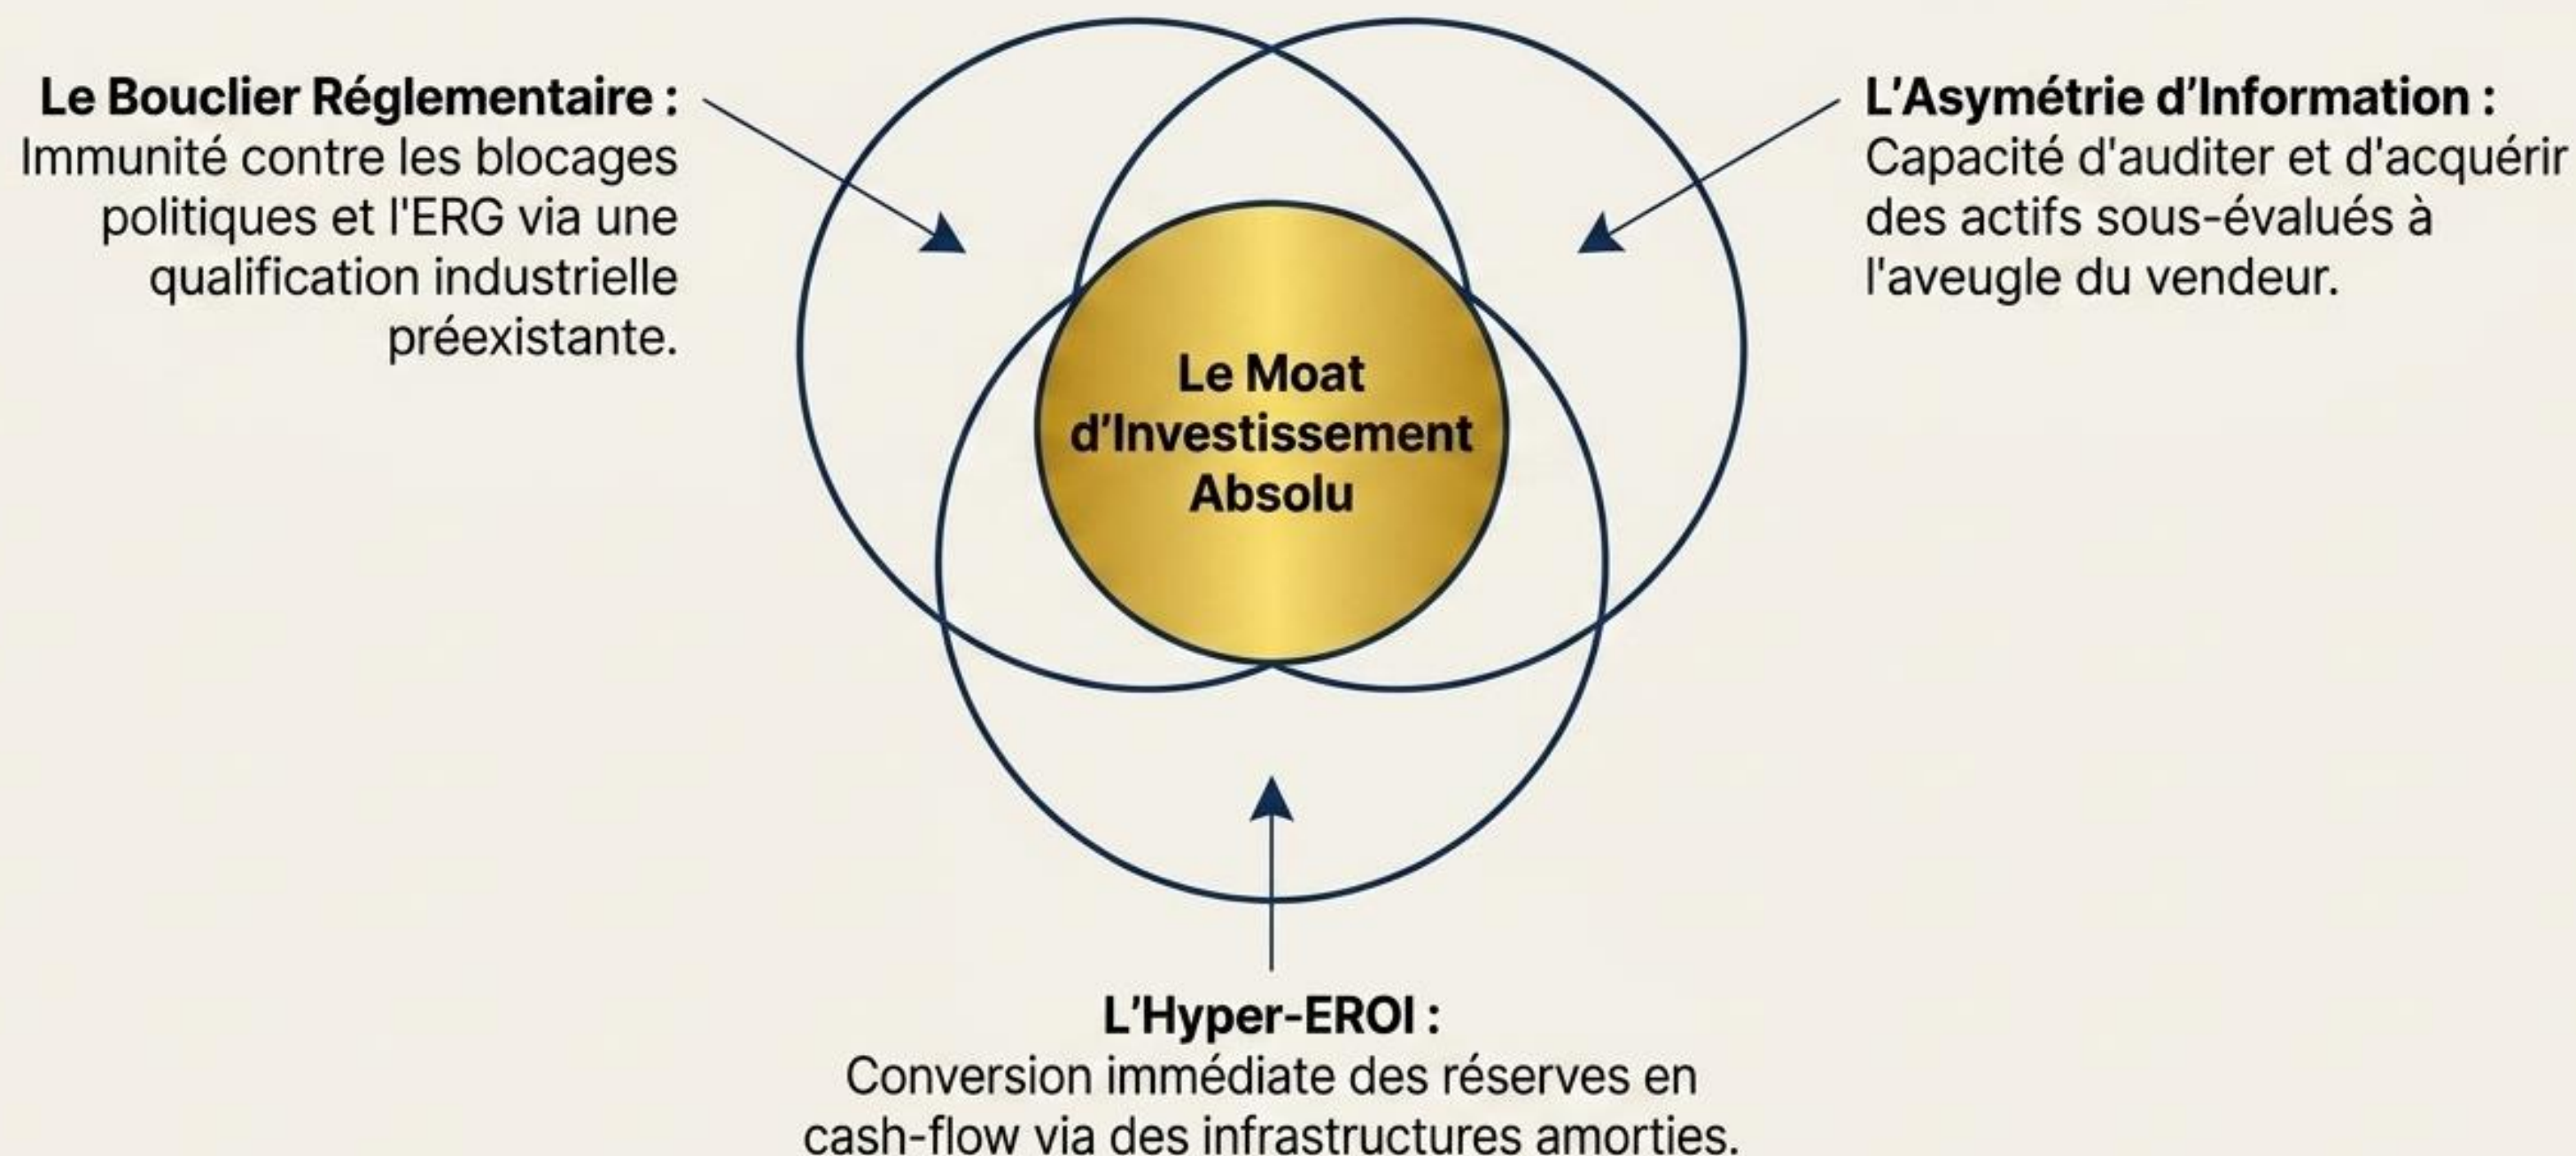 Le Bouclier Réglementaire :
Immunité contre les blocages
politiques et l'ERG via une
qualification industrielle
préexistante.
L'Asymétrie d'Information :
Capacité d'auditer et d'acquérir
des actifs sous-évalués à
l'aveugle du vendeur.
Le Moat
d'Investissement
Absolu
L'Hyper-EROI :
Conversion immédiate des réserves en
cash-flow via des infrastructures amorties.